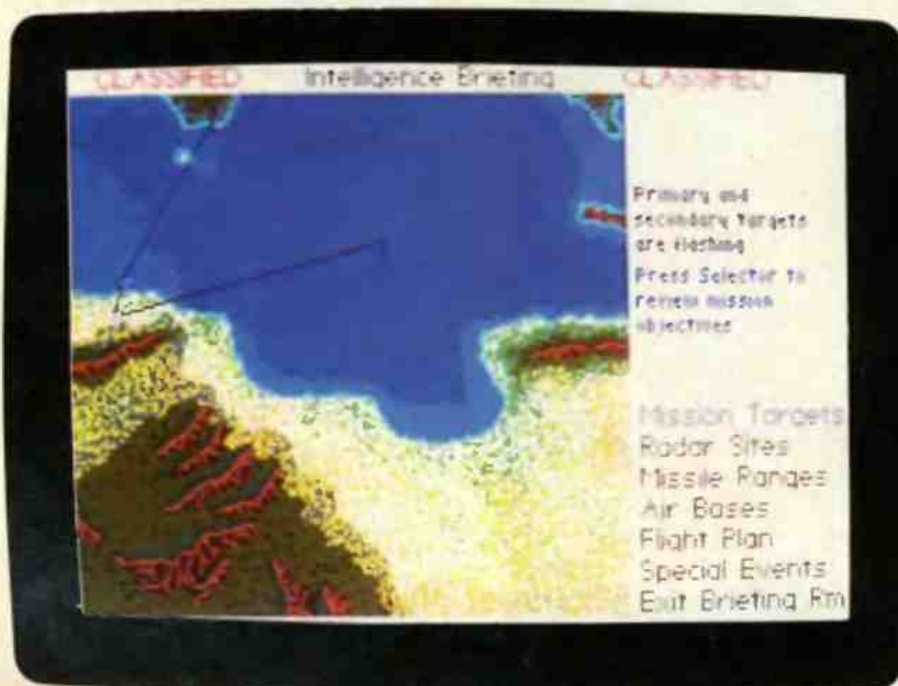 CLASSIFIED Intelligence Briefing CLASSIFIED
Primary and
secondary targets
are flashing
Press Selector to
review mission
objectives
Mission Targets
Radar Sites
Missile Ranges
Air Bases
Flight Plan
Special Events
Exit Briefing Rm